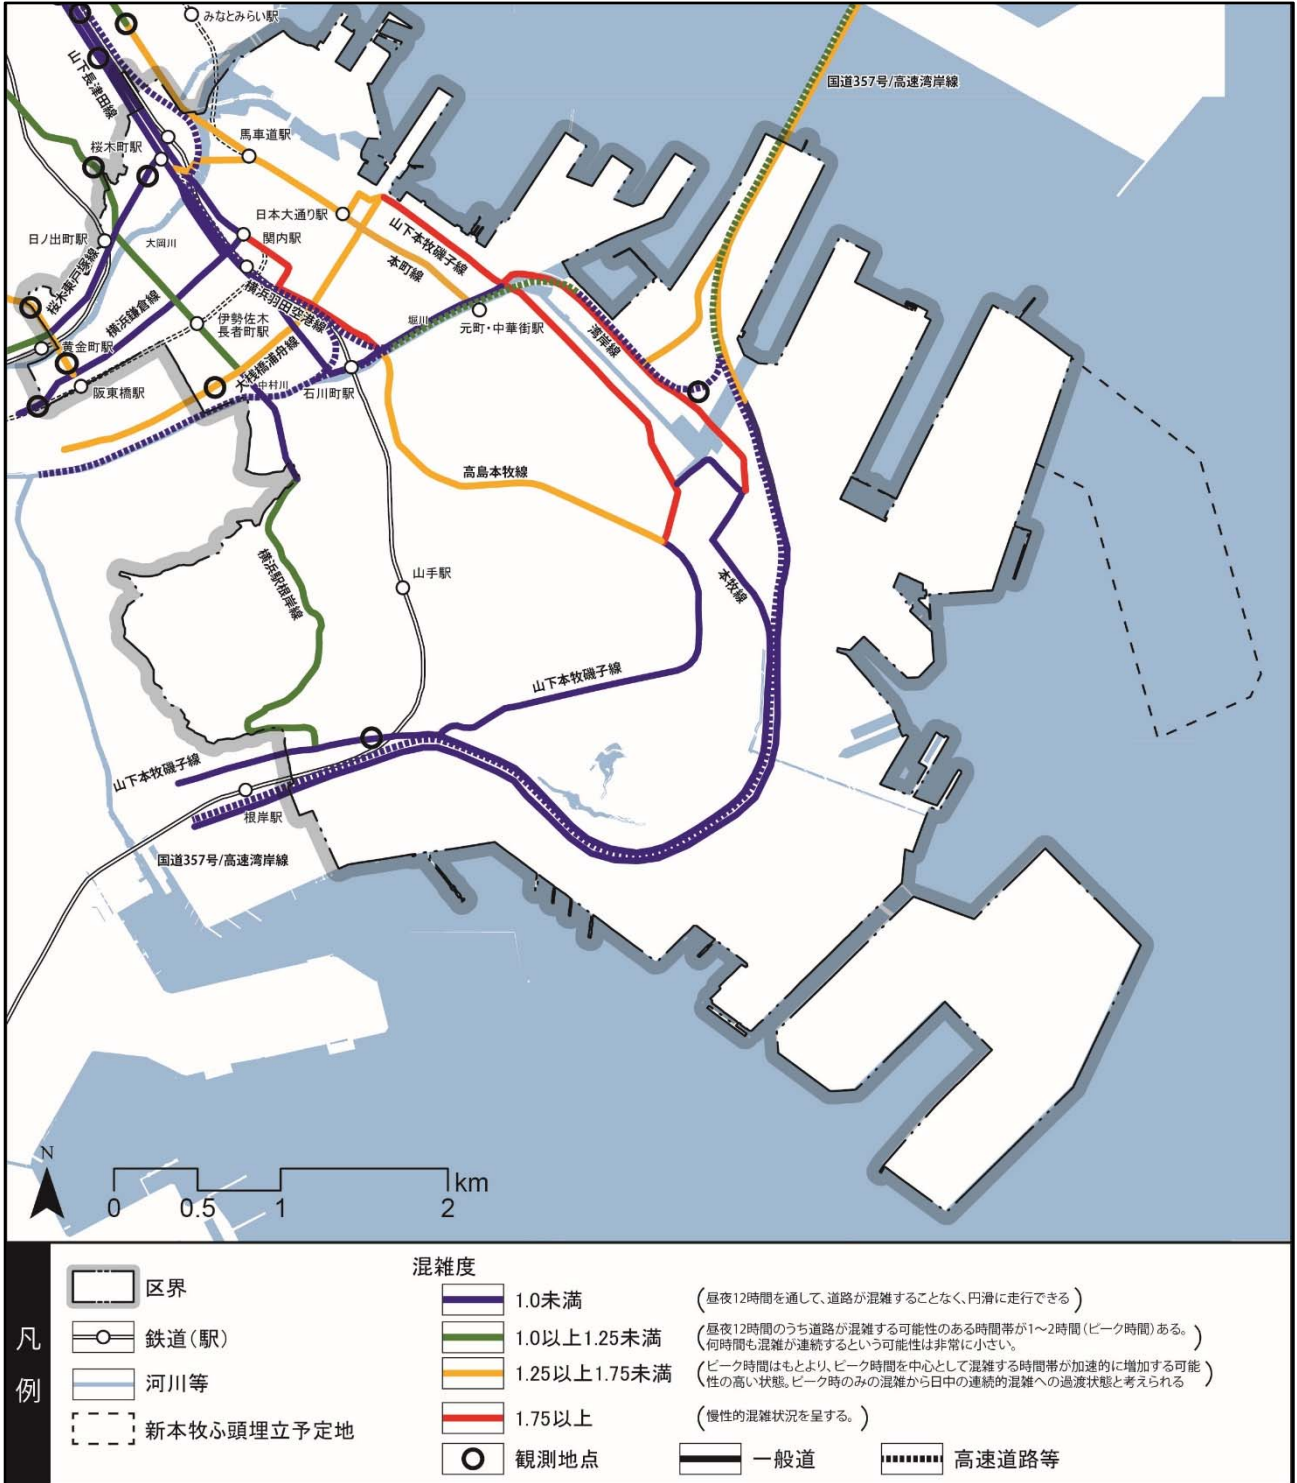 みなとみらい駅
山下長津田線
国道357号/高速湾岸線
馬車道駅
桜木町駅
日本大通り駅
山下本牧磯子線
日ノ出町駅
大岡川
関内駅
本町線
桜木東戸塚線
横浜鎌倉線
横浜羽田空港線
堀川
伊勢佐木
長者町駅
元町・中華街駅
湾岸線
黄金町駅
大桟橋浦舟線
中村川
阪東橋駅
石川町駅
高島本牧線
横浜駅根岸線
山手駅
本牧線
山下本牧磯子線
山下本牧磯子線
根岸駅
国道357号/高速湾岸線
N
km
0 0.5 1 2
凡例
区界
鉄道(駅)
河川等
新本牧ふ頭埋立予定地
混雑度
1.0未満
(昼夜12時間を通して、道路が混雑することなく、円滑に走行できる)
1.0以上1.25未満
(昼夜12時間のうち道路が混雑する可能性のある時間帯が1~2時間(ピーク時間)ある。
何時間も混雑が連続するという可能性は非常に小さい。)
1.25以上1.75未満
(ピーク時間はもとより、ピーク時間を中心として混雑する時間帯が加速的に増加する可能
性の高い状態。ピーク時のみの混雑から日中の連続的混雑への過渡状態と考えられる)
1.75以上
(慢性的混雑状況を呈する。)
観測地点
一般道
高速道路等